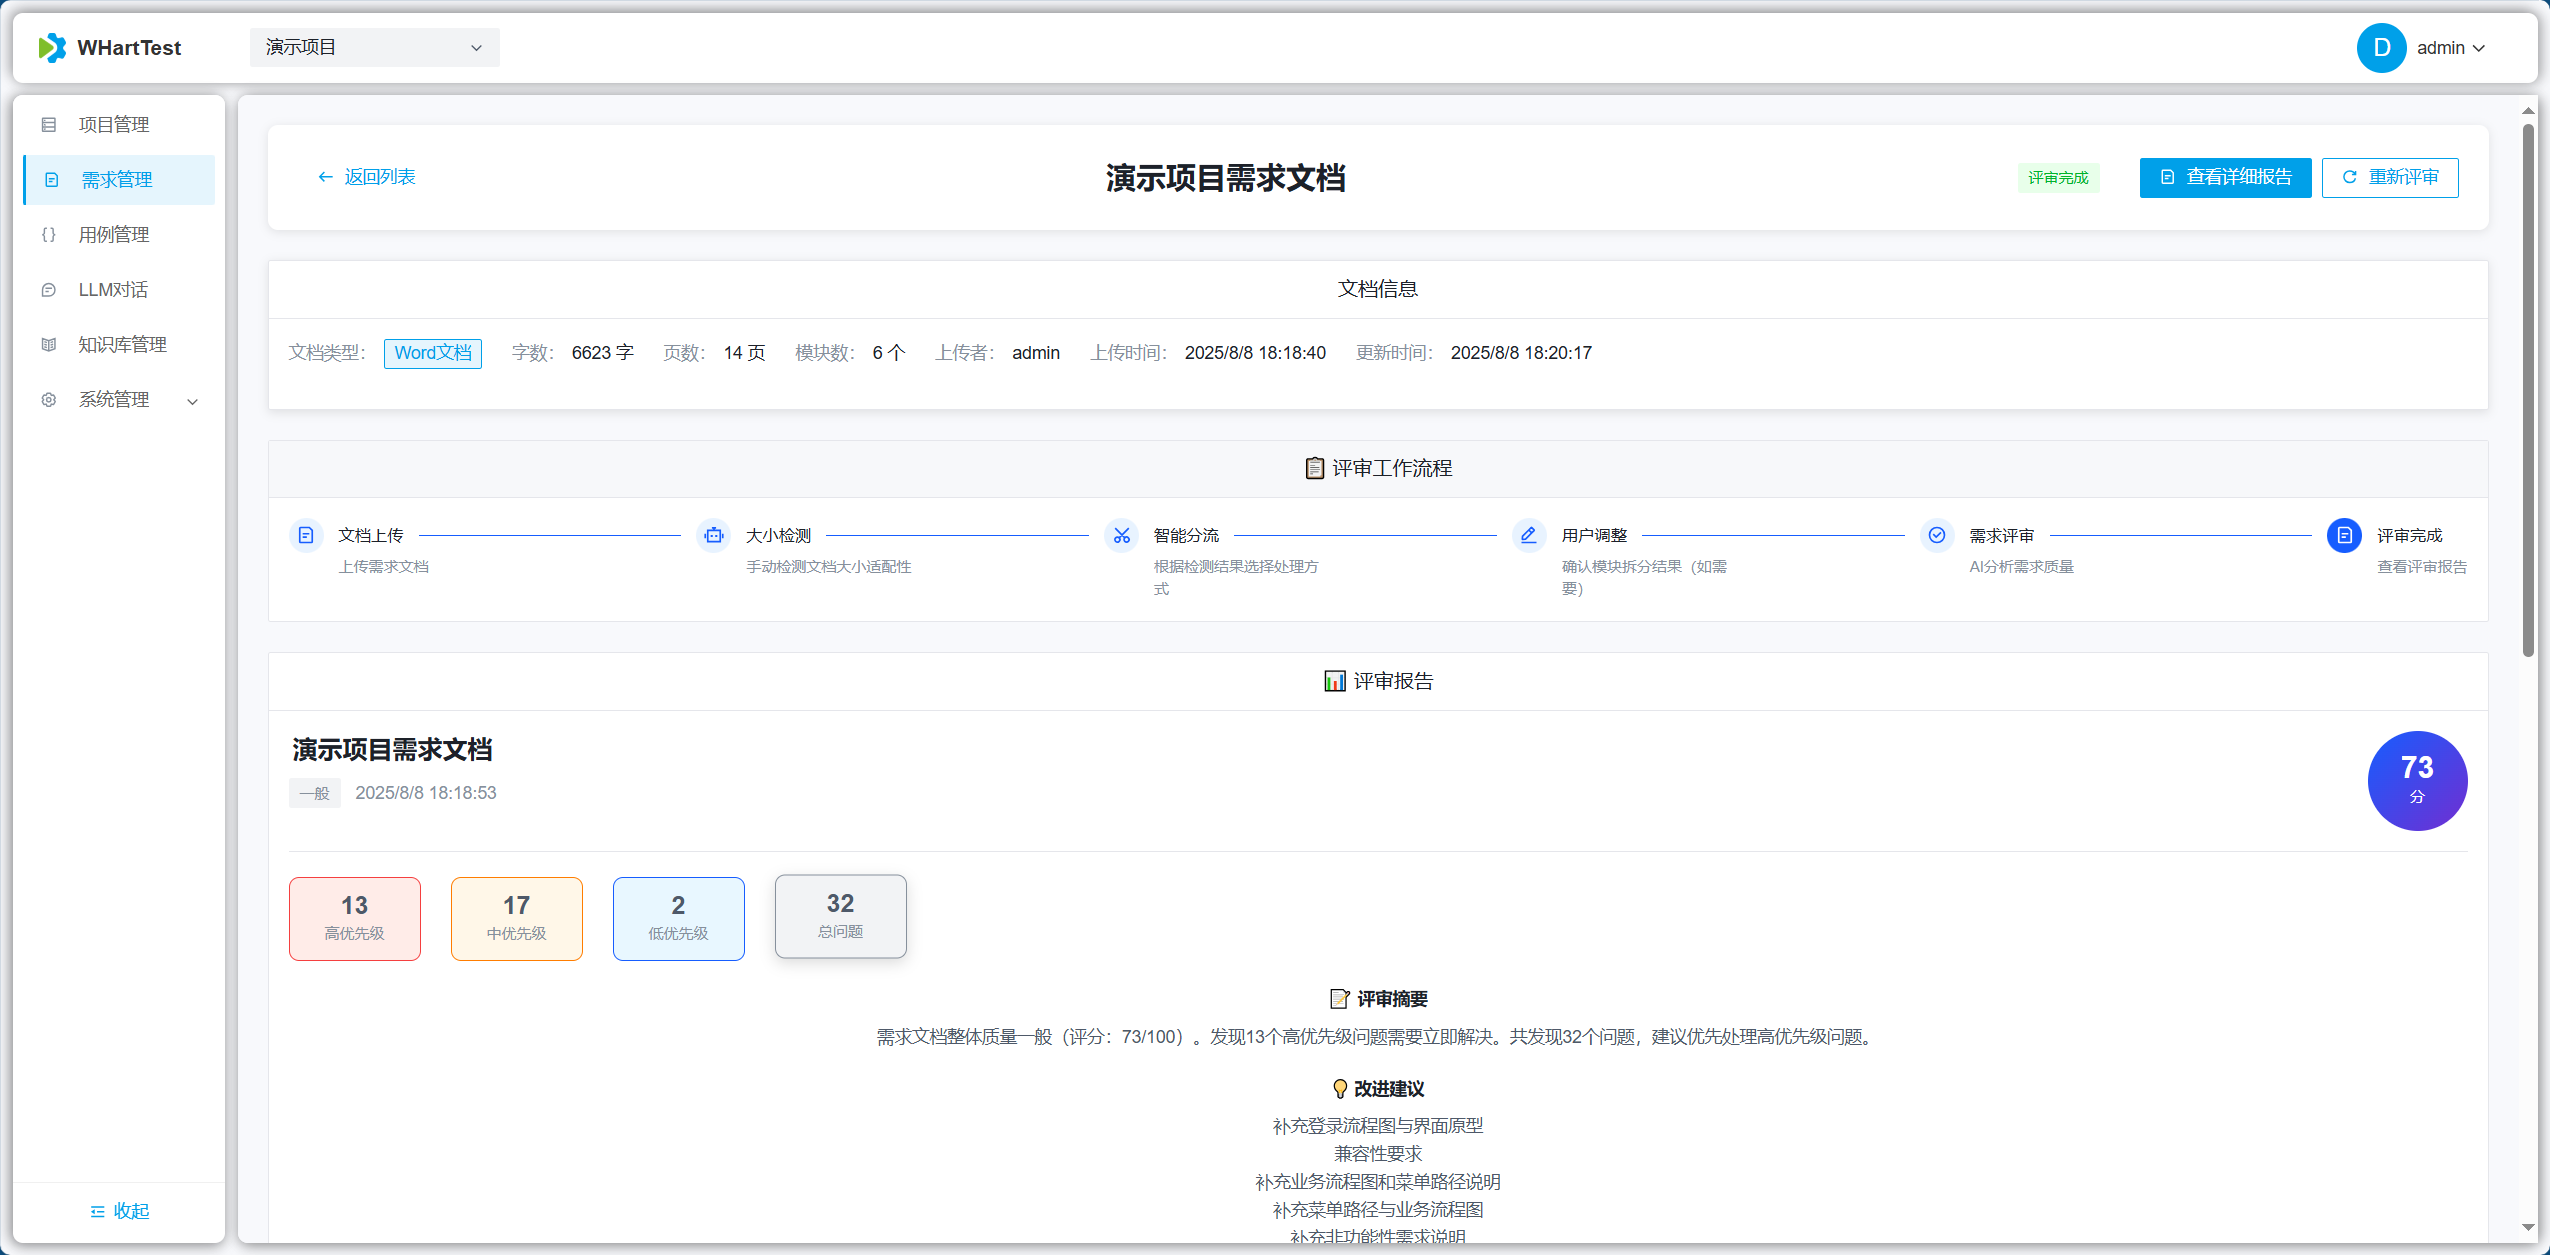 WHartTest
演示项目
D
admin
项目管理
需求管理
用例管理
LLM对话
知识库管理
系统管理
收起
返回列表
演示项目需求文档
评审完成
查看详细报告
重新评审
文档信息
文档类型： Word文档 字数： 6623 字 页数： 14 页 模块数： 6 个 上传者： admin 上传时间： 2025/8/8 18:18:40 更新时间： 2025/8/8 18:20:17
评审工作流程
文档上传
上传需求文档
大小检测
手动检测文档大小适配性
智能分流
根据检测结果选择处理方
式
用户调整
确认模块拆分结果（如需
要）
需求评审
AI分析需求质量
评审完成
查看评审报告
评审报告
演示项目需求文档
一般 2025/8/8 18:18:53
73
分
13
高优先级
17
中优先级
2
低优先级
32
总问题
评审摘要
需求文档整体质量一般（评分：73/100）。发现13个高优先级问题需要立即解决。共发现32个问题，建议优先处理高优先级问题。
改进建议
补充登录流程图与界面原型
兼容性要求
补充业务流程图和菜单路径说明
补充菜单路径与业务流程图
补充非功能性需求说明